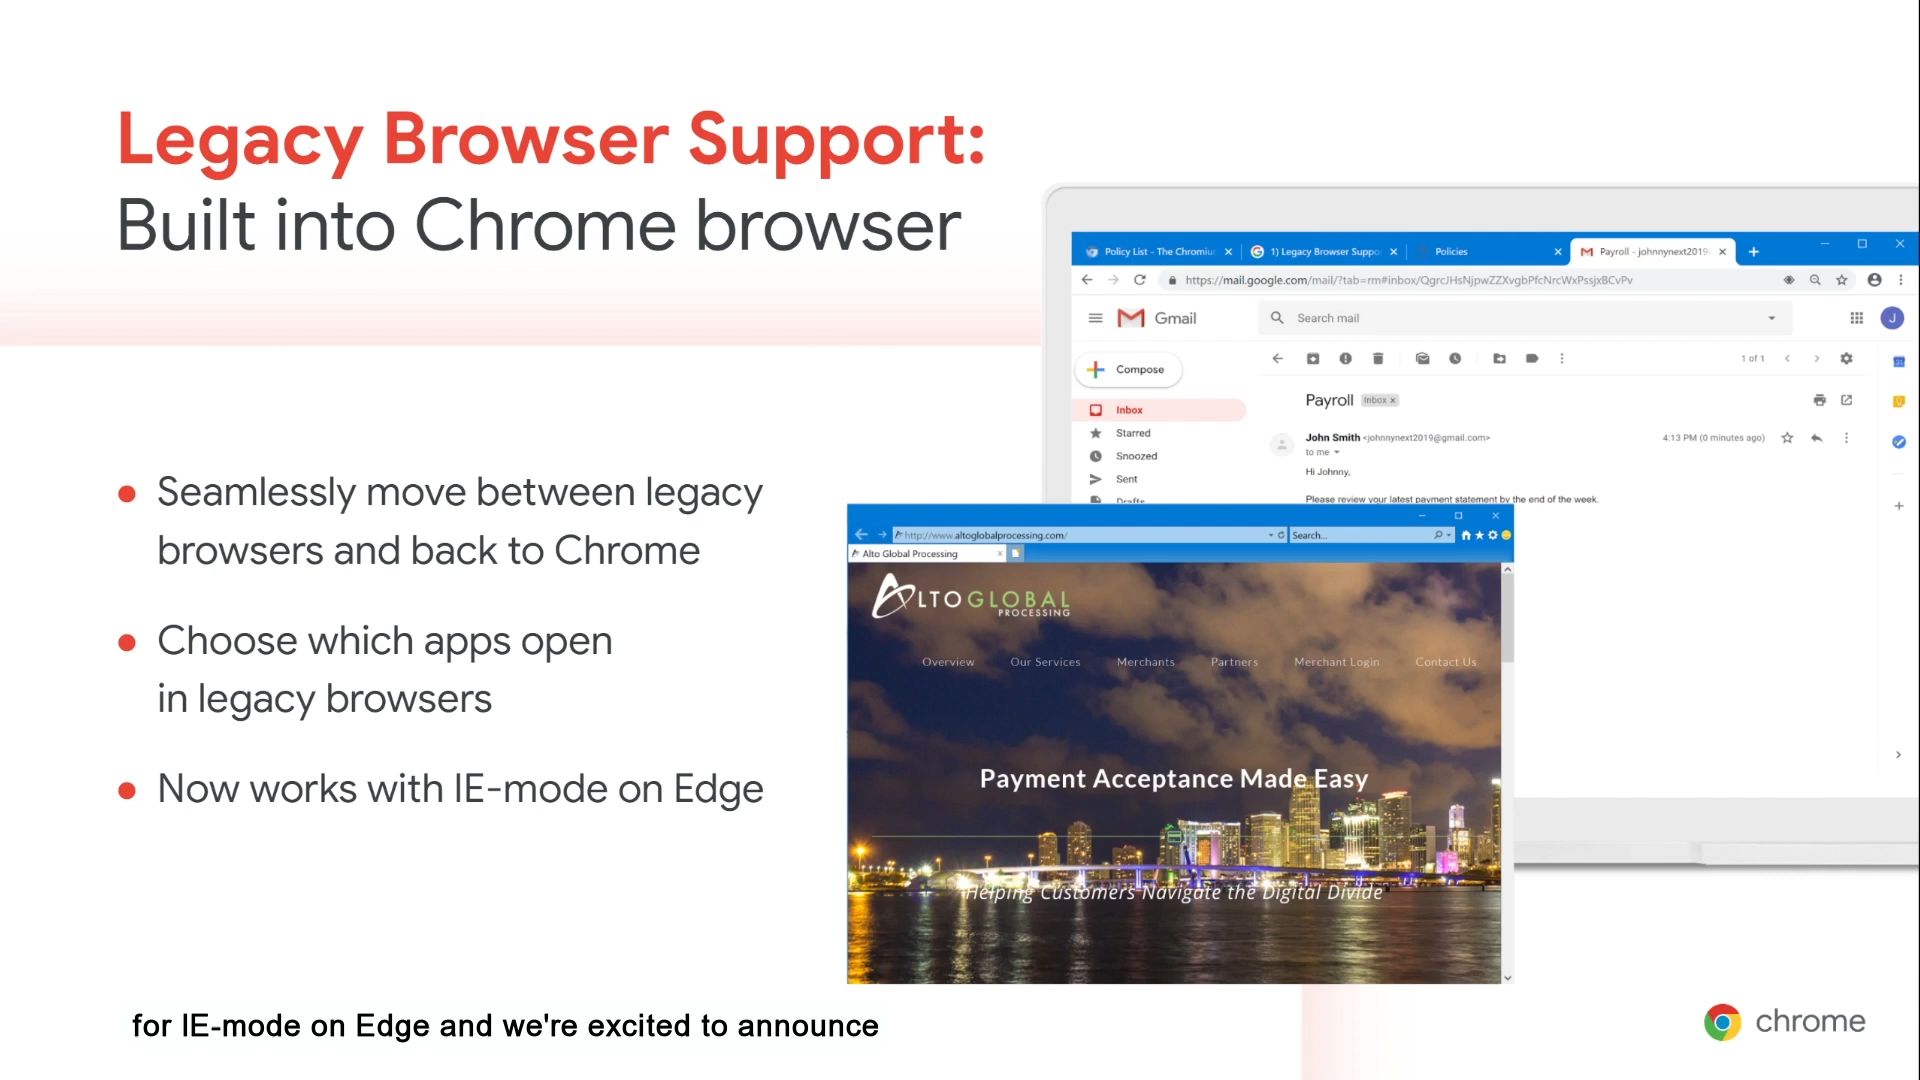 Legacy Browser Support:
Built into Chrome browser
Seamlessly move between legacy
browsers and back to Chrome
Choose which apps open
in legacy browsers
Now works with IE-mode on Edge
Policy List - The Chromiu
1) Legacy Browser Suppo
Policies
Payroll - johnnynext2019
https://mail.google.com/mail/?tab=rm#inbox/QgrcJHsNjpwZZXvgbPfcNrcWxPssjxBCvPv
Gmail
Search mail
J
Compose
1 of 1
Inbox
Starred
Snoozed
Sent
Drafts
Payroll Inbox x
John Smith <johnnynext2019@gmail.com>
4:13 PM (0 minutes ago)
to me
Hi Johnny,
Please review your latest payment statement by the end of the week.
http://www.altoglobalprocessing.com/
Search...
Alto Global Processing
ALTOGLOBAL
PROCESSING
Overview Our Services Merchants Partners Merchant Login Contact Us
Payment Acceptance Made Easy
Helping Customers Navigate the Digital Divide
for IE-mode on Edge and we're excited to announce
chrome